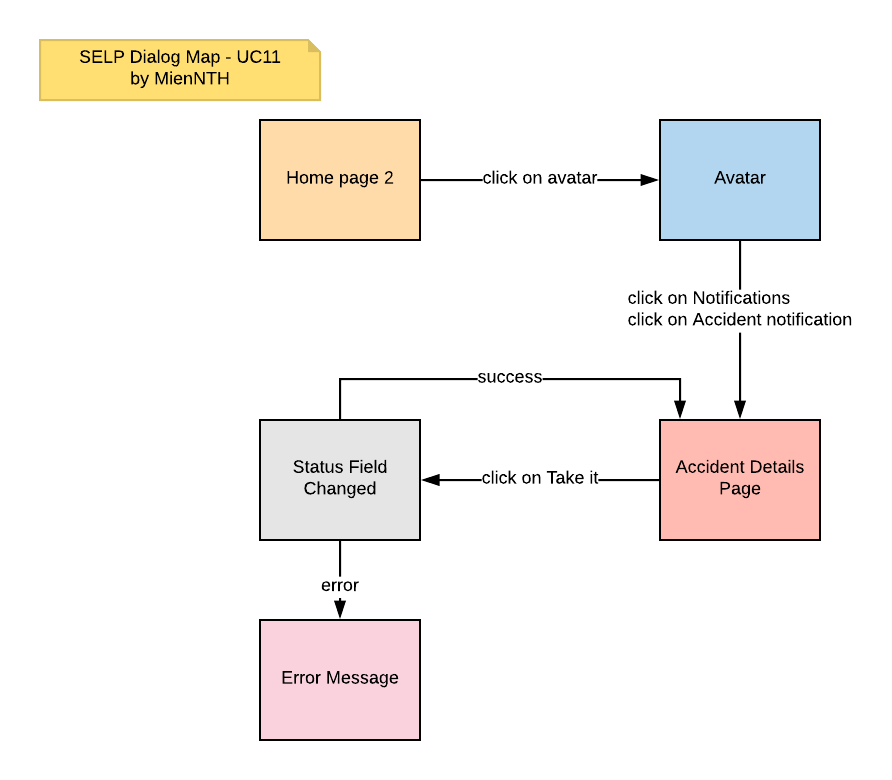 SELP Dialog Map - UC11
by MienNTH
Home page 2
click on avatar
Avatar
click on Notifications
click on Accident notification
success
Status Field
Changed
click on Take it
Accident Details
Page
error
Error Message